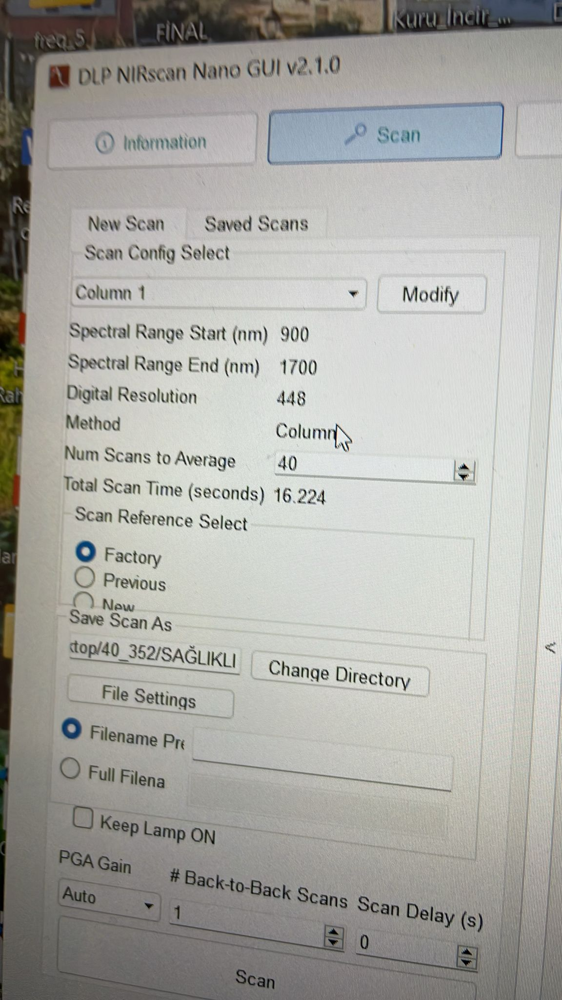 freq_5
FİNAL
Kuru_İncir_...
DLP NIRscan Nano GUI v2.1.0
Information
Scan
New Scan
Saved Scans
Scan Config Select
Column 1
Modify
Spectral Range Start (nm) 900
Spectral Range End (nm) 1700
Digital Resolution 448
Method Column
Num Scans to Average 40
Total Scan Time (seconds) 16.224
Scan Reference Select
Factory
Previous
New
Save Scan As
top/40_352/SAĞLIKLI
Change Directory
File Settings
Filename Pre
Full Filena
Keep Lamp ON
PGA Gain # Back-to-Back Scans Scan Delay (s)
Auto 1 0
Scan